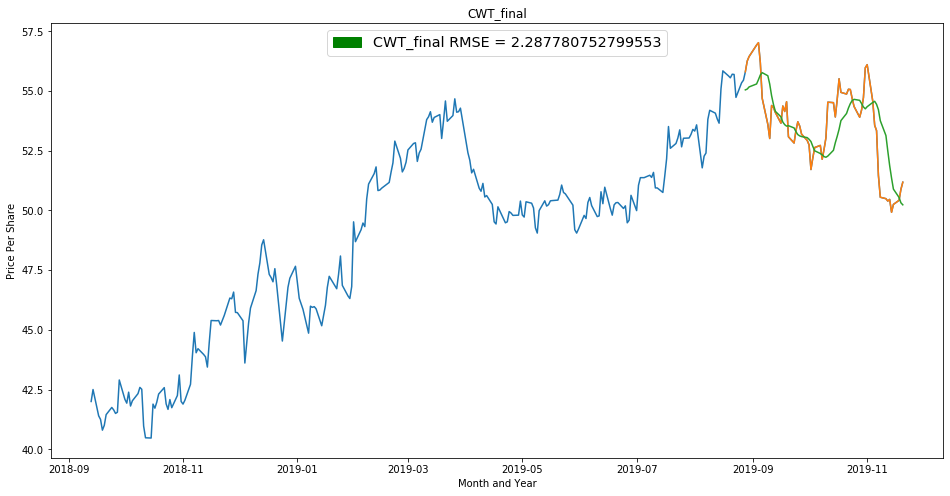 CWT_final
CWT_final RMSE = 2.287780752799553
57.5
55.0
52.5
50.0
47.5
45.0
42.5
40.0
Price Per Share
2018-09 2018-11 2019-01 2019-03 2019-05 2019-07 2019-09 2019-11
Month and Year